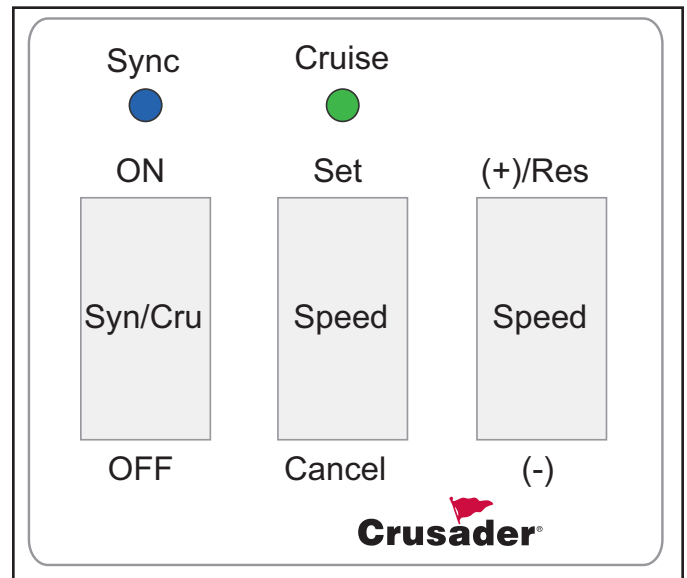 Sync Cruise
ON Set (+)/Res
Syn/Cru Speed Speed
OFF Cancel (-)
Crusader®